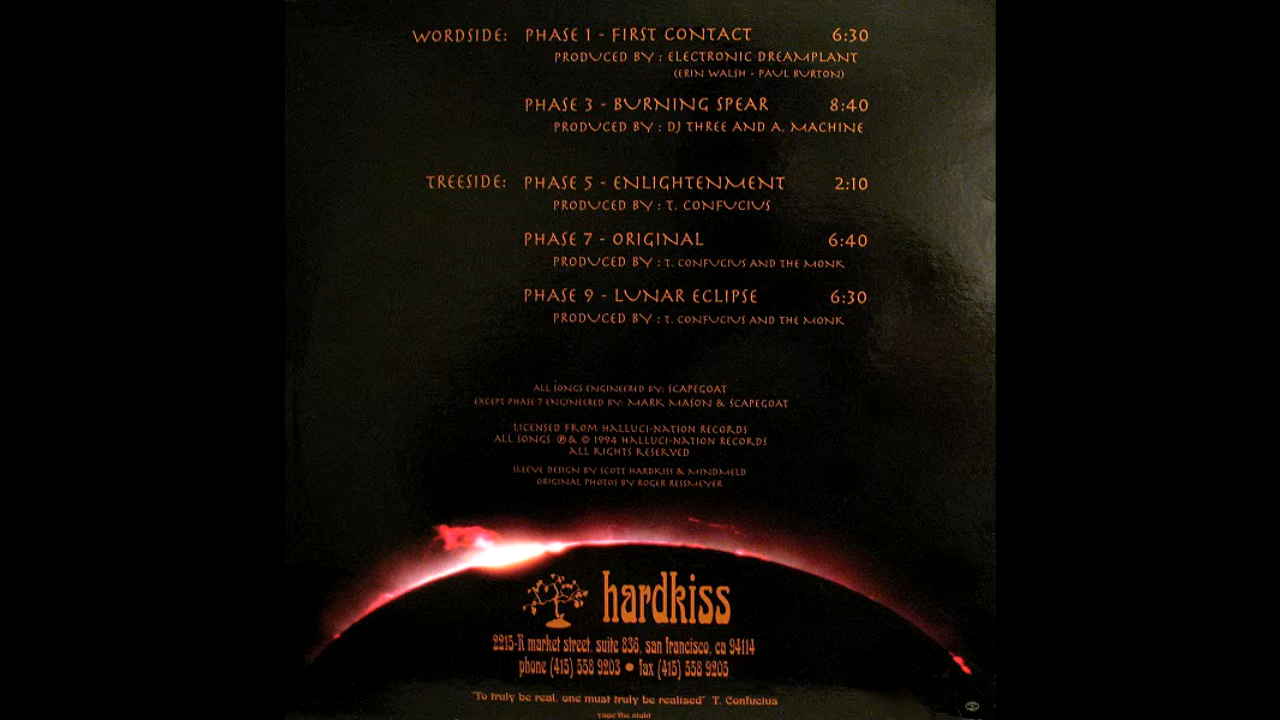 WORDSIDE: PHASE 1 - FIRST CONTACT 6:30
PRODUCED BY : ELECTRONIC DREAMPLANT
(ERIN WALSH - PAUL BURTON)
PHASE 3 - BURNING SPEAR 8:40
PRODUCED BY : DJ THREE AND A. MACHINE
TREESIDE: PHASE 5 - ENLIGHTENMENT 2:10
PRODUCED BY : T. CONFUCIUS
PHASE 7 - ORIGINAL 6:40
PRODUCED BY : T. CONFUCIUS AND THE MONK
PHASE 9 - LUNAR ECLIPSE 6:30
PRODUCED BY : T. CONFUCIUS AND THE MONK
ALL SONGS ENGINEERED BY: SCAPEGOAT
EXCEPT PHASE 7 ENGINEERED BY: MARK MASON & SCAPEGOAT
LICENSED FROM HALLUCI-NATION RECORDS
ALL SONGS ℗& © 1994 HALLUCI-NATION RECORDS
ALL RIGHTS RESERVED
SLEEVE DESIGN BY SCOTT HARDKISS & MINDMELD
ORIGINAL PHOTOS BY ROGER RESSMEYER
hardkiss
2215-R market street, suite 836, san francisco, ca 94114
phone (415) 558 9203 • fax (415) 558 9205
"To truly be real, one must truly be realised" T. Confucius
the night